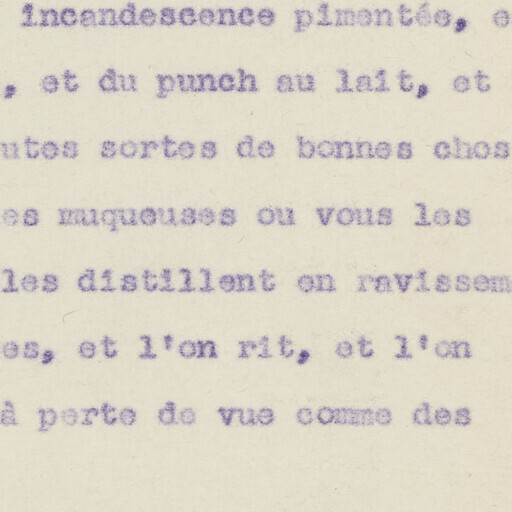 incandescence pimentée, e
, et du punch au lait, et
utes sortes de bonnes chos
es muqueuses ou vous les
les distillent en ravissem
es, et l'on rit, et l'on
à perte de vue comme des